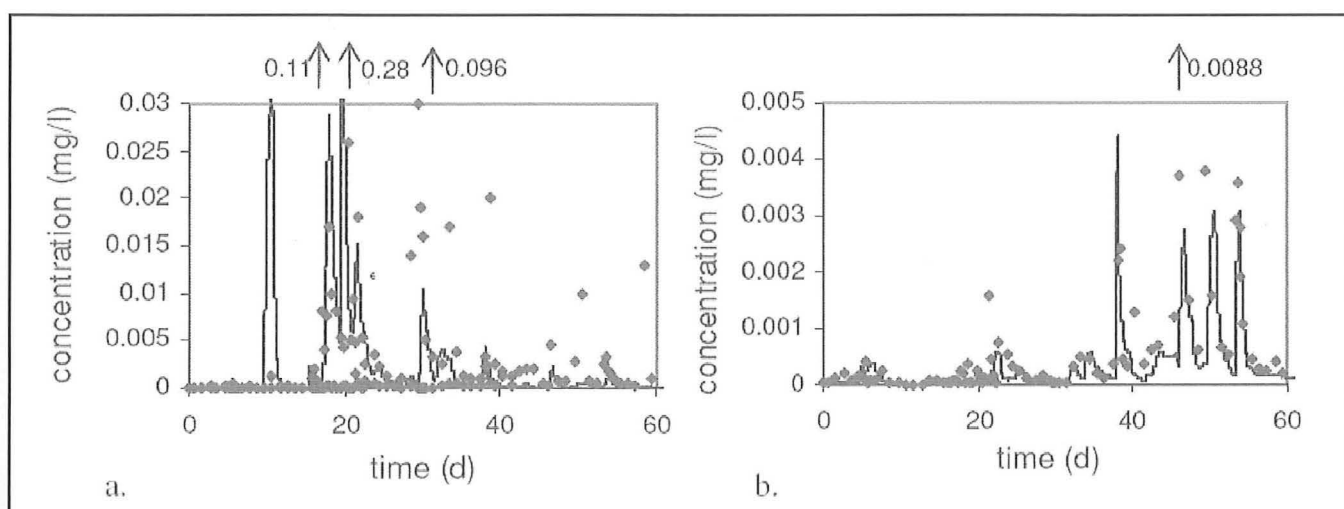 0.11 0.28 0.096
0.03
0.025
0.02
0.015
0.01
0.005
0
concentration (mg/l)
0 20 40 60
time (d)
a.
0.0088
0.005
0.004
0.003
0.002
0.001
0
concentration (mg/l)
0 20 40 60
time (d)
b.